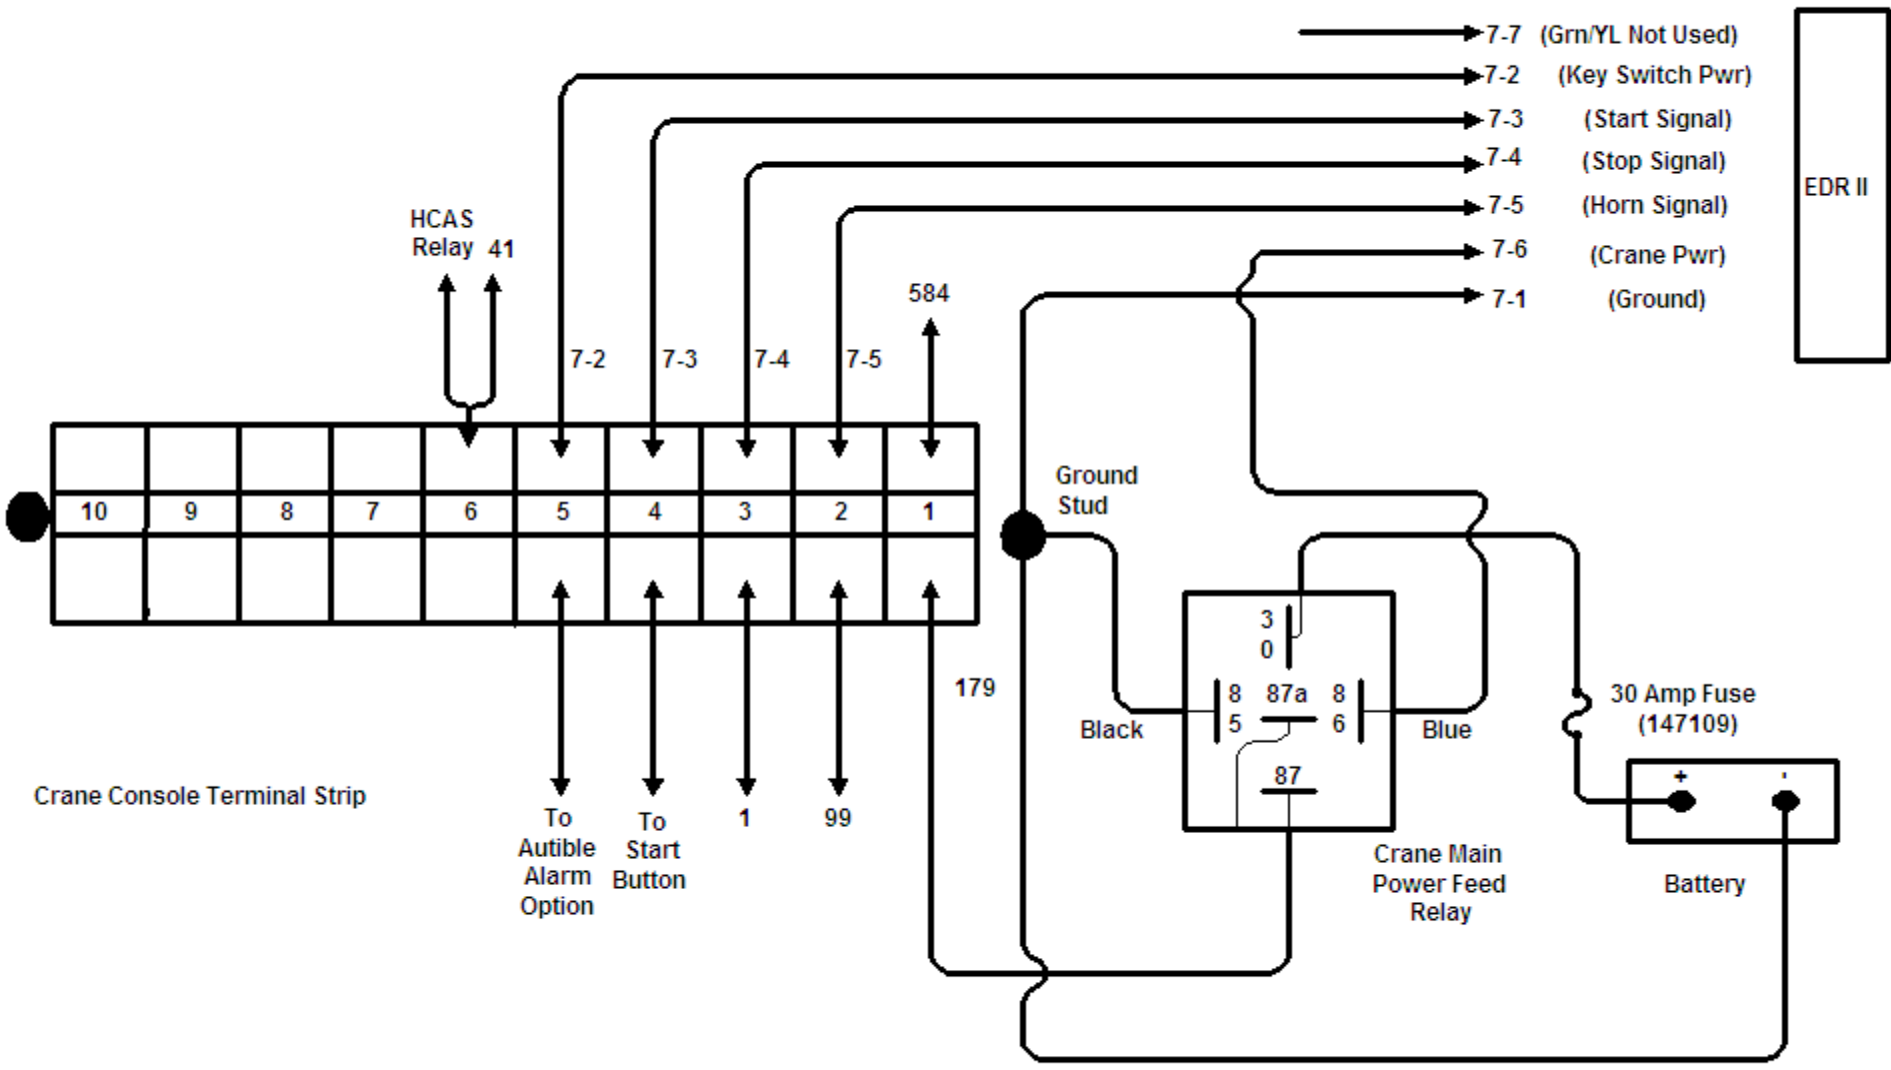 7-7 (Grn/YL Not Used)
7-2 (Key Switch Pwr)
7-3 (Start Signal)
7-4 (Stop Signal)
7-5 (Horn Signal)
7-6 (Crane Pwr)
7-1 (Ground)
EDR II
HCAS
Relay 41
584
7-2
7-3
7-4
7-5
10 9 8 7 6 5 4 3 2 1
Ground
Stud
179
Crane Console Terminal Strip
To
Autible
Alarm
Option
To
Start
Button
1
99
Black
3
0
8
5
87a
8
6
87
Blue
Crane Main
Power Feed
Relay
30 Amp Fuse
(147109)
+ -
Battery